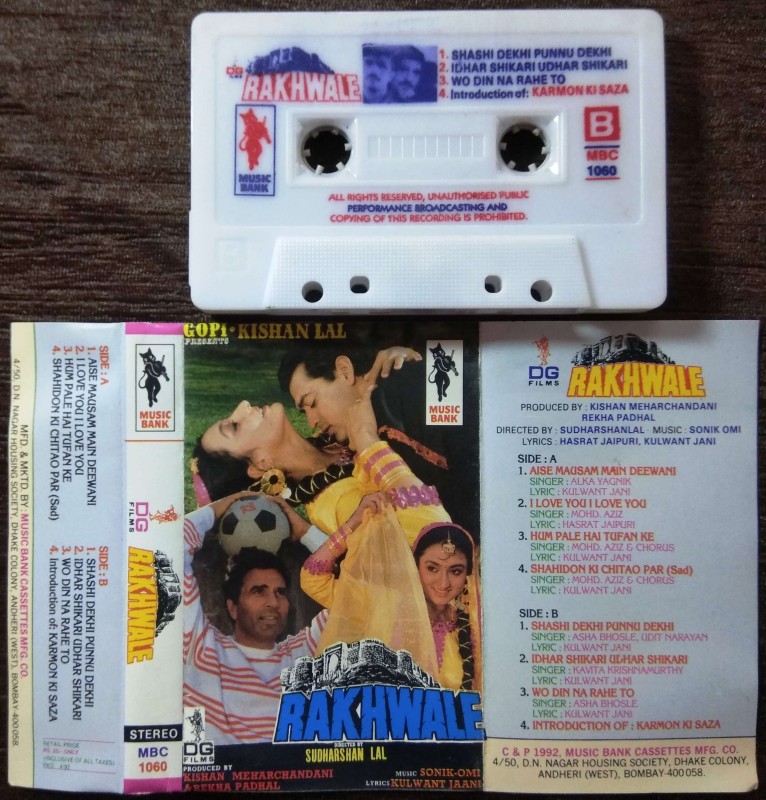 DG
FILMS
RAKHWALE
1. SHASHI DEKHI PUNNU DEKHI
2. IDHAR SHIKARI UDHAR SHIKARI
3. WO DIN NA RAHE TO
4. Introduction of: KARMON KI SAZA
MUSIC
BANK
B
MBC
1060
ALL RIGHTS RESERVED, UNAUTHORISED PUBLIC
PERFORMANCE BROADCASTING AND
COPYING OF THIS RECORDING IS PROHIBITED.
B
SIDE : A
1. AISE MAUSAM MAIN DEEWANI
2. I LOVE YOU I LOVE YOU
3. HUM PALE HAI TUFAN KE
4. SHAHIDON KI CHITAO PAR (Sad)
SIDE : B
1. SHASHI DEKHI PUNNU DEKHI
2. IDHAR SHIKARI UDHAR SHIKARI
3. WO DIN NA RAHE TO
4. Introduction of: KARMON KI SAZA
MFD. & MKTD. BY: MUSIC BANK CASSETTES MFG. CO.
4/50, D.N. NAGAR HOUSING SOCIETY, DHAKE COLONY, ANDHERI (WEST), BOMBAY-400 058.
RETAIL PRICE
(INCLUSIVE OF ALL TAXES)
MUSIC
BANK
DG
FILMS
RAKHWALE
STEREO
MBC
1060
GOPI • KISHAN LAL
PRESENTS
MUSIC
BANK
RAKHWALE
DIRECTED BY
SUDHARSHAN LAL
DG
FILMS
PRODUCED BY
KISHAN MEHARCHANDANI
& REKHA PADHAL
MUSIC SONIK-OMI
LYRICS KULWANT JAANI
DG
FILMS
RAKHWALE
PRODUCED BY : KISHAN MEHARCHANDANI
REKHA PADHAL
DIRECTED BY : SUDHARSHANLAL MUSIC : SONIK OMI
LYRICS : HASRAT JAIPURI, KULWANT JANI
SIDE : A
1. AISE MAUSAM MAIN DEEWANI
SINGER : ALKA YAGNIK
LYRIC : KULWANT JANI
2. I LOVE YOU I LOVE YOU
SINGER : MOHD. AZIZ
LYRIC : HASRAT JAIPURI
3. HUM PALE HAI TUFAN KE
SINGER : MOHD. AZIZ & CHORUS
LYRIC : KULWANT JANI
4. SHAHIDON KI CHITAO PAR (Sad)
SINGER : MOHD. AZIZ & CHORUS
LYRIC : KULWANT JANI
SIDE : B
1. SHASHI DEKHI PUNNU DEKHI
SINGER : ASHA BHOSLE, UDIT NARAYAN
LYRIC : KULWANT JANI
2. IDHAR SHIKARI UDHAR SHIKARI
SINGER : KAVITA KRISHNAMURTHY
LYRIC : KULWANT JANI
3. WO DIN NA RAHE TO
SINGER : ASHA BHOSLE
LYRIC : KULWANT JANI
4. INTRODUCTION OF : KARMON KI SAZA
C & P 1992, MUSIC BANK CASSETTES MFG. CO.
4/50, D.N. NAGAR HOUSING SOCIETY, DHAKE COLONY,
ANDHERI (WEST), BOMBAY-400 058.